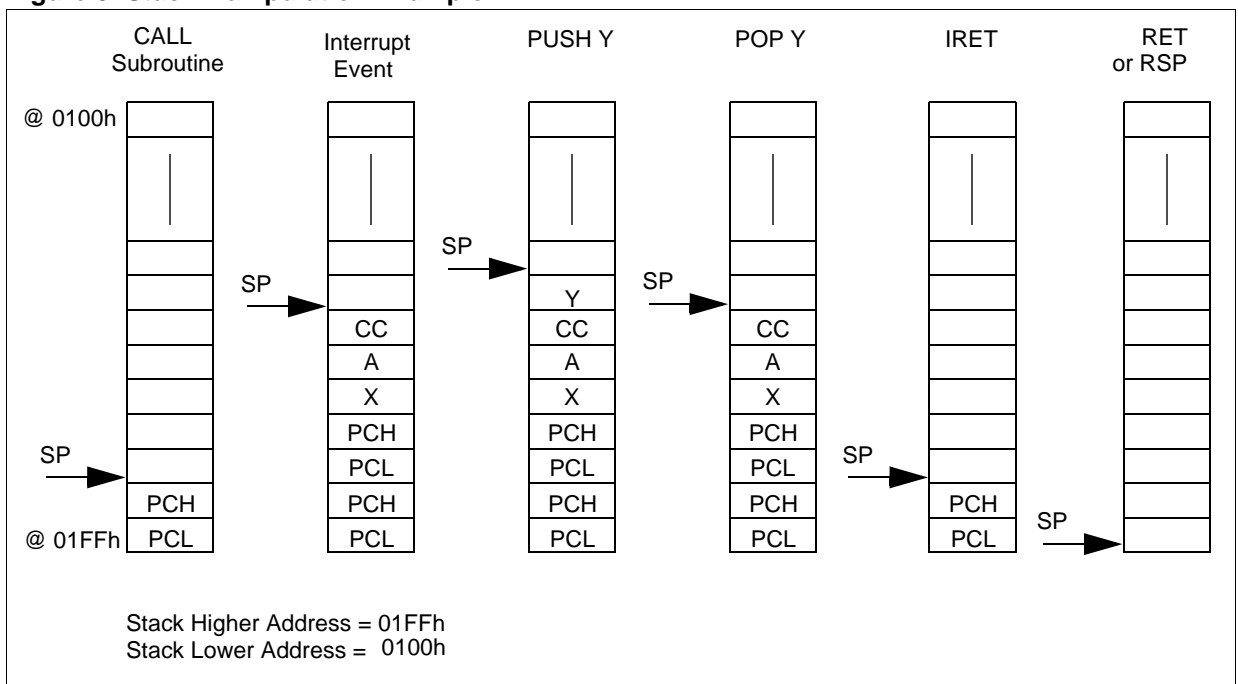 CALL Subroutine
Interrupt Event
PUSH Y
POP Y
IRET
RET or RSP
@ 0100h
SP
SP
SP
CC
Y
CC
CC
A
A
A
X
X
X
PCH
PCH
PCH
SP
PCL
PCL
PCL
SP
PCH
PCH
PCH
PCH
PCH
@ 01FFh
PCL
PCL
PCL
PCL
PCL
SP
Stack Higher Address = 01FFh
Stack Lower Address = 0100h